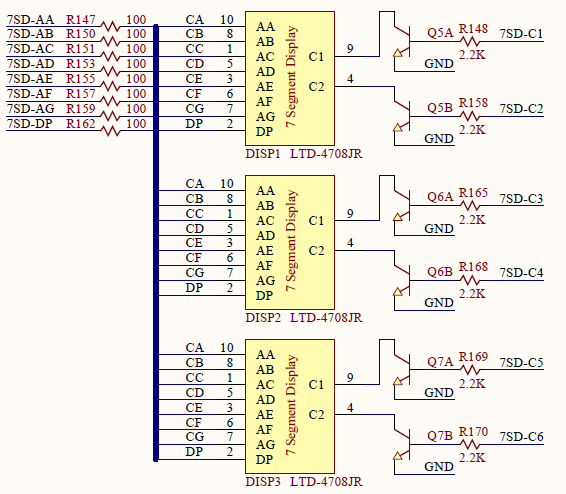 7SD-AA R147 100 CA 10 AA
7SD-AB R150 100 CB 8 AB
7SD-AC R151 100 CC 1 AC
7SD-AD R153 100 CD 5 AD
7SD-AE R155 100 CE 3 AE
7SD-AF R157 100 CF 6 AF
7SD-AG R159 100 CG 7 AG
7SD-DP R162 100 DP 2 DP
7 Segment Display
C1 9
C2 4
DISP1 LTD-4708JR
Q5A R148 7SD-C1
2.2K
GND
Q5B R158 7SD-C2
2.2K
GND
CA 10 AA
CB 8 AB
CC 1 AC
CD 5 AD
CE 3 AE
CF 6 AF
CG 7 AG
DP 2 DP
7 Segment Display
C1 9
C2 4
DISP2 LTD-4708JR
Q6A R165 7SD-C3
2.2K
GND
Q6B R168 7SD-C4
2.2K
GND
CA 10 AA
CB 8 AB
CC 1 AC
CD 5 AD
CE 3 AE
CF 6 AF
CG 7 AG
DP 2 DP
7 Segment Display
C1 9
C2 4
DISP3 LTD-4708JR
Q7A R169 7SD-C5
2.2K
GND
Q7B R170 7SD-C6
2.2K
GND